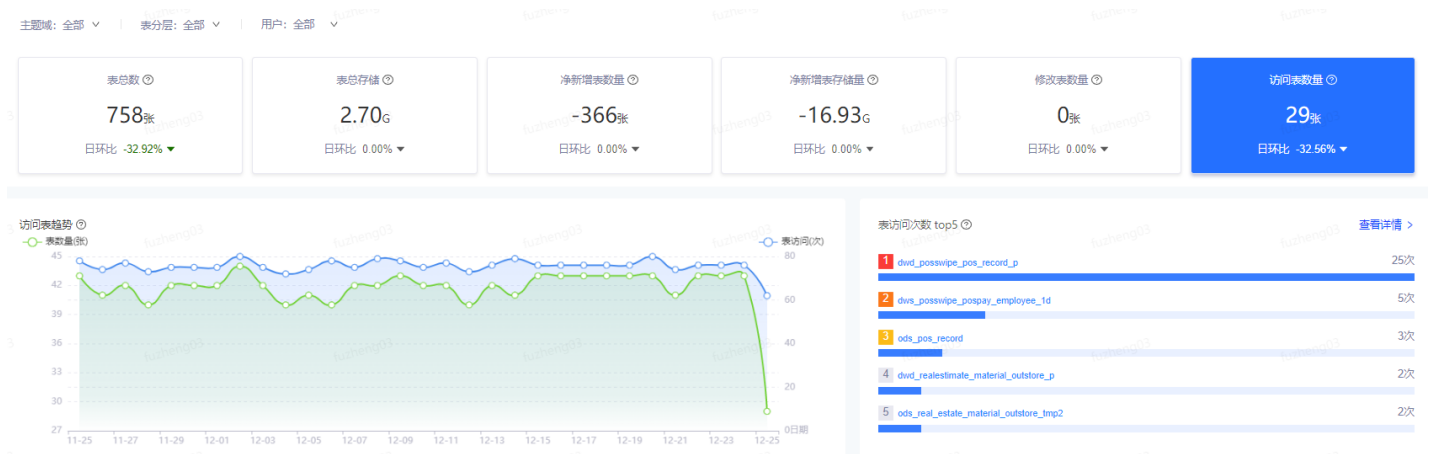 主题域: 全部 表分层: 全部 用户: 全部
表总数
758张
日环比 -32.92%
表总存储
2.70G
日环比 0.00%
净新增表数量
-366张
日环比 0.00%
净新增表存储量
-16.93G
日环比 0.00%
修改表数量
0张
日环比 0.00%
访问表数量
29张
日环比 -32.56%
访问表趋势
表数量(张) 表访问(次)
45 80
42
39 60
36 40
33
30 20
27 0日期
11-25 11-27 11-29 12-01 12-03 12-05 12-07 12-09 12-11 12-13 12-15 12-17 12-19 12-21 12-23 12-25
表访问次数 top5 查看详情 >
1 dwd_posswipe_pos_record_p 25次
2 dws_posswipe_pospay_employee_1d 5次
3 ods_pos_record 3次
4 dwd_realestimate_material_outstore_p 2次
5 ods_real_estate_material_outstore_tmp2 2次
fuzheng03